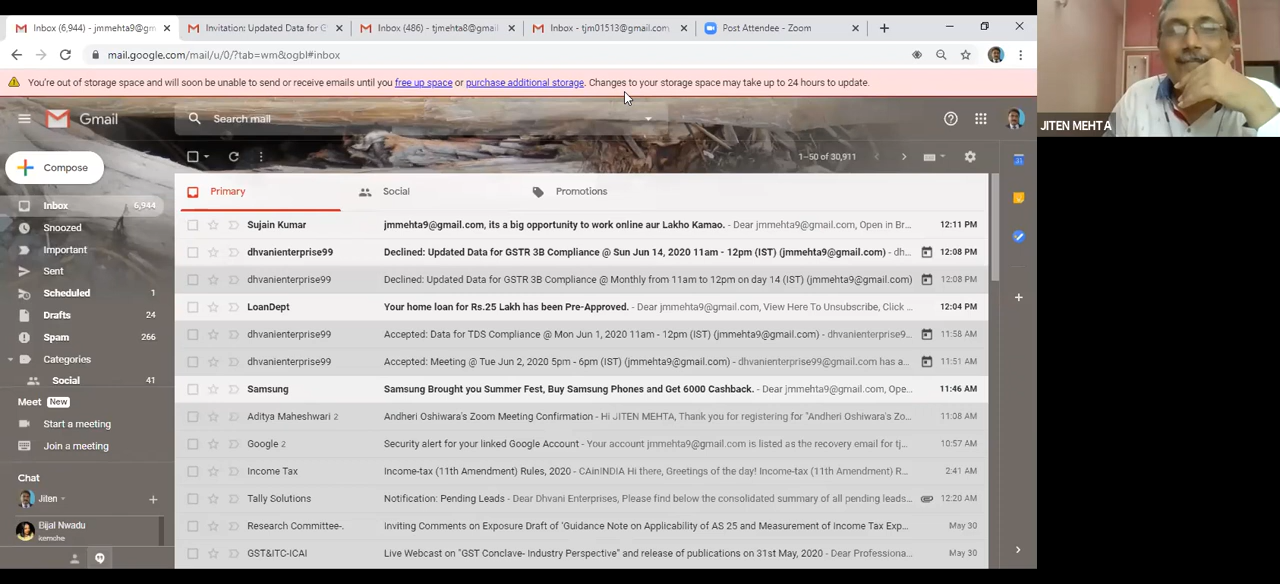 Inbox (6,944) - jmmehta9@gm
Invitation: Updated Data for G
Inbox (486) - tjmehta8@gmail.co
Inbox - tjm01513@gmail.com
Post Attendee - Zoom
mail.google.com/mail/u/0/?tab=wm&ogbl#inbox
You're out of storage space and will soon be unable to send or receive emails until you free up space or purchase additional storage. Changes to your storage space may take up to 24 hours to update.
JITEN MEHTA
Gmail
Search mail
Compose
1–50 of 30,911
Inbox 6,944
Snoozed
Important
Sent
Scheduled 1
Drafts 24
Spam 266
Categories
Social 41
Meet New
Start a meeting
Join a meeting
Chat
Jiten
Bijal Nwadu
kemche
Primary
Social
Promotions
Sujain Kumar jmmehta9@gmail.com, its a big opportunity to work online aur Lakho Kamao. - Dear jmmehta9@gmail.com, Open in Br... 12:11 PM
dhvanienterprise99 Declined: Updated Data for GSTR 3B Compliance @ Sun Jun 14, 2020 11am - 12pm (IST) (jmmehta9@gmail.com) - dh... 12:08 PM
dhvanienterprise99 Declined: Updated Data for GSTR 3B Compliance @ Monthly from 11am to 12pm on day 14 (IST) (jmmehta9@gmail.com) 12:08 PM
LoanDept Your home loan for Rs.25 Lakh has been Pre-Approved. - Dear jmmehta9@gmail.com, View Here To Unsubscribe, Click ... 12:04 PM
dhvanienterprise99 Accepted: Data for TDS Compliance @ Mon Jun 1, 2020 11am - 12pm (IST) (jmmehta9@gmail.com) - dhvanienterprise9... 11:58 AM
dhvanienterprise99 Accepted: Meeting @ Tue Jun 2, 2020 5pm - 6pm (IST) (jmmehta9@gmail.com) - dhvanienterprise99@gmail.com has a... 11:51 AM
Samsung Samsung Brought you Summer Fest, Buy Samsung Phones and Get 6000 Cashback. - Dear jmmehta9@gmail.com, Ope... 11:46 AM
Aditya Maheshwari 2 Andheri Oshiwara's Zoom Meeting Confirmation - Hi JITEN MEHTA, Thank you for registering for "Andheri Oshiwara's Zo... 11:08 AM
Google 2 Security alert for your linked Google Account - Your account jmmehta9@gmail.com is listed as the recovery email for tj... 10:57 AM
Income Tax Income-tax (11th Amendment) Rules, 2020 - CAinINDIA Hi there, Greetings of the day! Income-tax (11th Amendment) R... 2:41 AM
Tally Solutions Notification: Pending Leads - Dear Dhvani Enterprises, Please find below the consolidated summary of all pending leads... 12:20 AM
Research Committee-. Inviting Comments on Exposure Draft of 'Guidance Note on Applicability of AS 25 and Measurement of Income Tax Exp... May 30
GST&ITC-ICAI Live Webcast on "GST Conclave- Industry Perspective" and release of publications on 31st May, 2020 - Dear Professiona... May 30